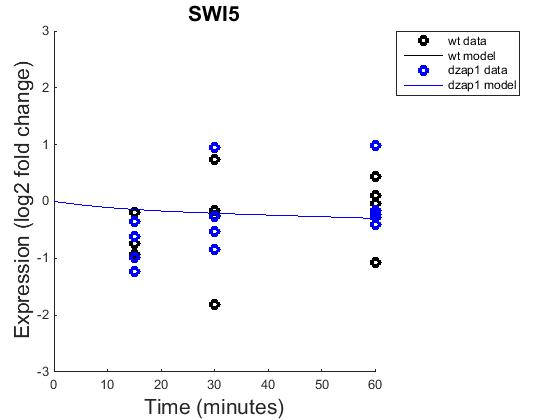 SWI5
3
2
1
0
-1
-2
-3
0 10 20 30 40 50 60
Expression (log2 fold change)
Time (minutes)
wt data
wt model
dzap1 data
dzap1 model